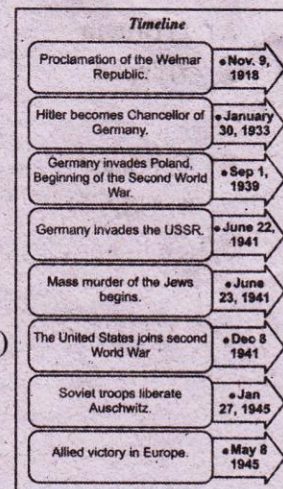 Timeline
Proclamation of the Weimar
Republic.
• Nov. 9,
1918
Hitler becomes Chancellor of
Germany.
• January
30, 1933
Germany invades Poland,
Beginning of the Second World
War.
• Sep 1,
1939
Germany invades the USSR.
• June 22,
1941
Mass murder of the Jews
begins.
• June
23, 1941
)
The United States joins second
World War
• Dec 8
1941
Soviet troops liberate
Auschwitz.
• Jan
27, 1945
Allied victory in Europe.
• May 8
1945